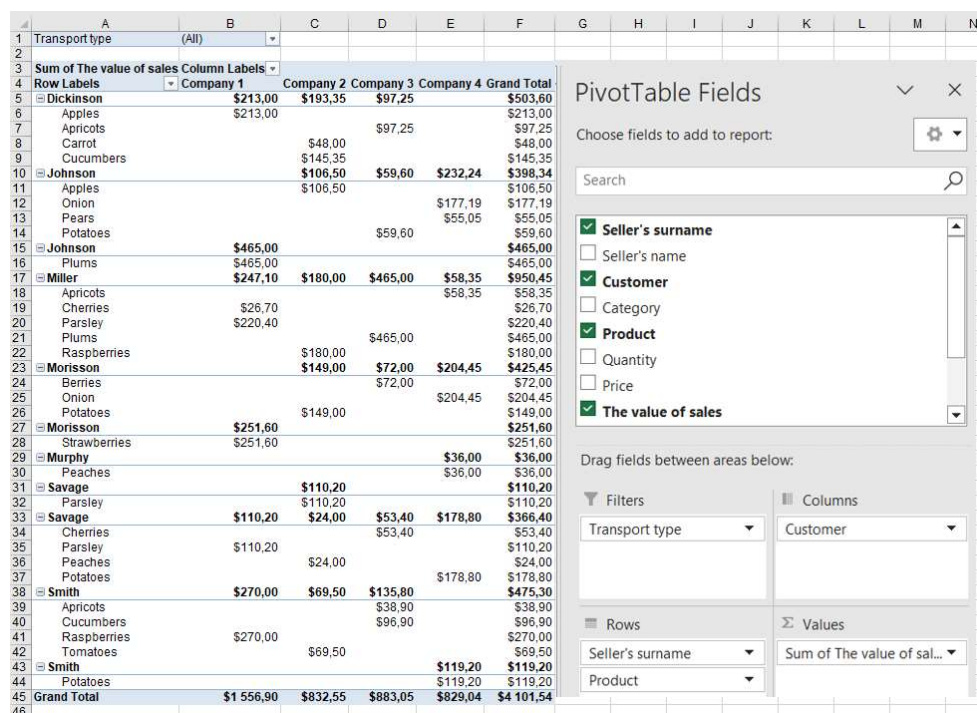 A B C D E F G H I J K L M N
1 Transport type (All)
2
3 Sum of The value of sales Column Labels
4 Row Labels Company 1 Company 2 Company 3 Company 4 Grand Total
5 Dickinson $213,00 $193,35 $97,25 $503,60
6 Apples $213,00 $213,00
7 Apricots $97,25 $97,25
8 Carrot $48,00 $48,00
9 Cucumbers $145,35 $145,35
10 Johnson $106,50 $59,60 $232,24 $398,34
11 Apples $106,50 $106,50
12 Onion $177,19 $177,19
13 Pears $55,05 $55,05
14 Potatoes $59,60 $59,60
15 Johnson $465,00 $465,00
16 Plums $465,00 $465,00
17 Miller $247,10 $180,00 $465,00 $58,35 $950,45
18 Apricots $58,35 $58,35
19 Cherries $26,70 $26,70
20 Parsley $220,40 $220,40
21 Plums $465,00 $465,00
22 Raspberries $180,00 $180,00
23 Morisson $149,00 $72,00 $204,45 $425,45
24 Berries $72,00 $72,00
25 Onion $204,45 $204,45
26 Potatoes $149,00 $149,00
27 Morisson $251,60 $251,60
28 Strawberries $251,60 $251,60
29 Murphy $36,00 $36,00
30 Peaches $36,00 $36,00
31 Savage $110,20 $110,20
32 Parsley $110,20 $110,20
33 Savage $110,20 $24,00 $53,40 $178,80 $366,40
34 Cherries $53,40 $53,40
35 Parsley $110,20 $110,20
36 Peaches $24,00 $24,00
37 Potatoes $178,80 $178,80
38 Smith $270,00 $69,50 $135,80 $475,30
39 Apricots $38,90 $38,90
40 Cucumbers $96,90 $96,90
41 Raspberries $270,00 $270,00
42 Tomatoes $69,50 $69,50
43 Smith $119,20 $119,20
44 Potatoes $119,20 $119,20
45 Grand Total $1 556,90 $832,55 $883,05 $829,04 $4 101,54
46
PivotTable Fields
Choose fields to add to report:
Search
Seller's surname
Seller's name
Customer
Category
Product
Quantity
Price
The value of sales
Drag fields between areas below:
Filters
Transport type
Columns
Customer
Rows
Seller's surname
Product
Σ Values
Sum of The value of sal...